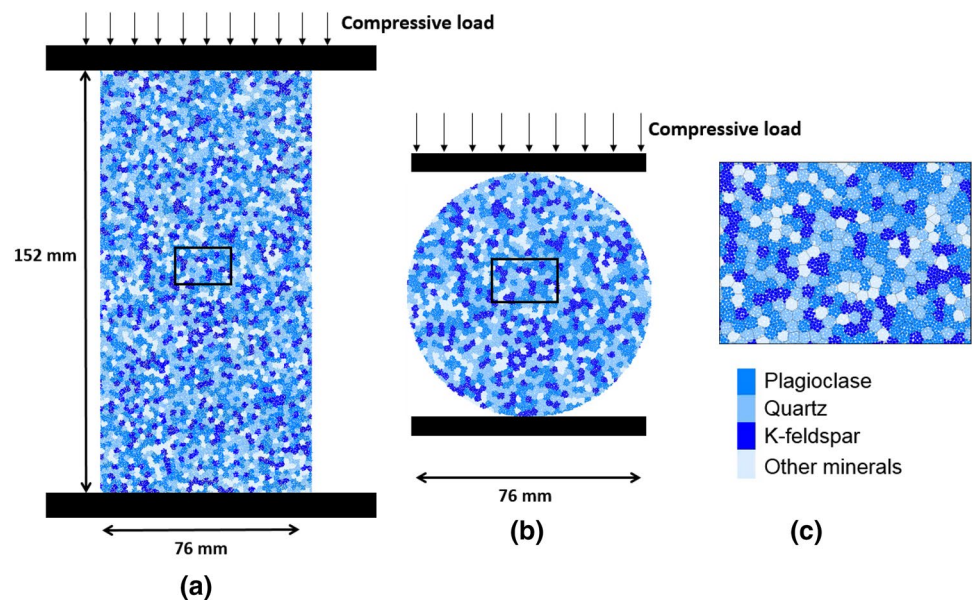 Compressive load
152 mm
76 mm
(a)
Compressive load
76 mm
(b)
(c)
Plagioclase
Quartz
K-feldspar
Other minerals